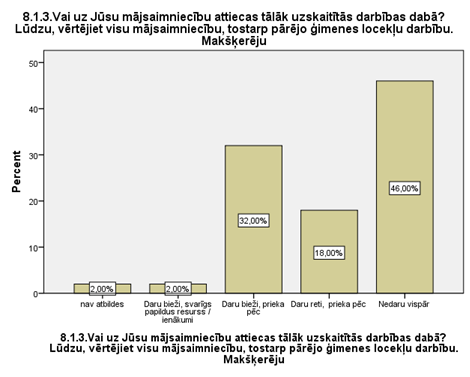 8.1.3.Vai uz Jūsu mājsaimniecību attiecas tālāk uzskaitītās darbības dabā?
Lūdzu, vērtējiet visu mājsaimniecību, tostarp pārējo ģimenes locekļu darbību.
Makšķerēju
50
40
30
20
10
0
Percent
2,00%
2,00%
32,00%
18,00%
46,00%
nav atbildes
Daru bieži, svarīgs
papildus resurss /
ienākumi
Daru bieži, prieka
pēc
Daru reti, prieka pēc
Nedaru vispār
8.1.3.Vai uz Jūsu mājsaimniecību attiecas tālāk uzskaitītās darbības dabā?
Lūdzu, vērtējiet visu mājsaimniecību, tostarp pārējo ģimenes locekļu darbību.
Makšķerēju